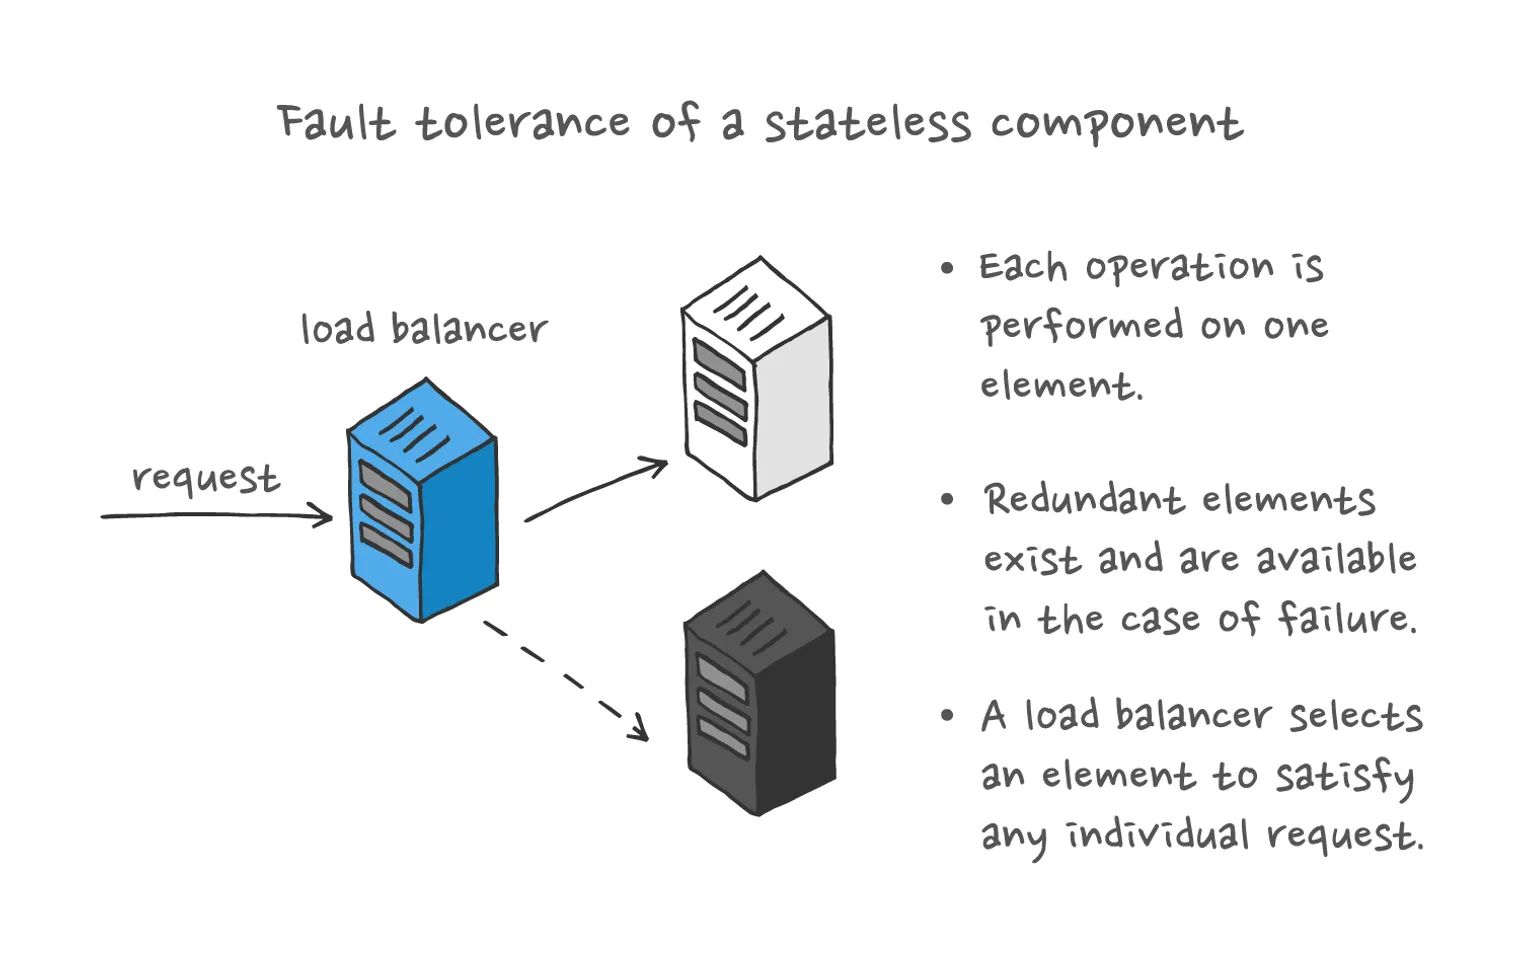 Fault tolerance of a stateless component
load balancer
request
• Each operation is
performed on one
element.
• Redundant elements
exist and are available
in the case of failure.
• A load balancer selects
an element to satisfy
any individual request.